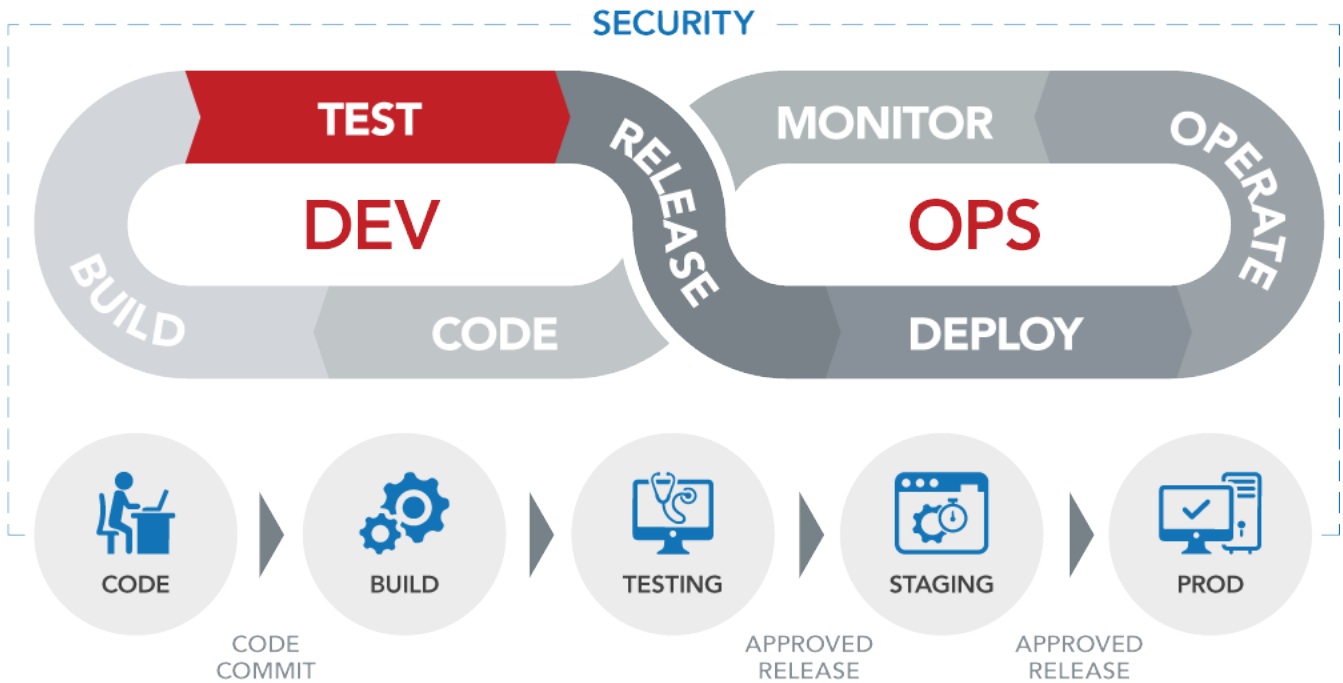 SECURITY
TEST
RELEASE
MONITOR
OPERATE
DEV
OPS
BUILD
CODE
DEPLOY
CODE
BUILD
TESTING
STAGING
PROD
CODE
COMMIT
APPROVED
RELEASE
APPROVED
RELEASE